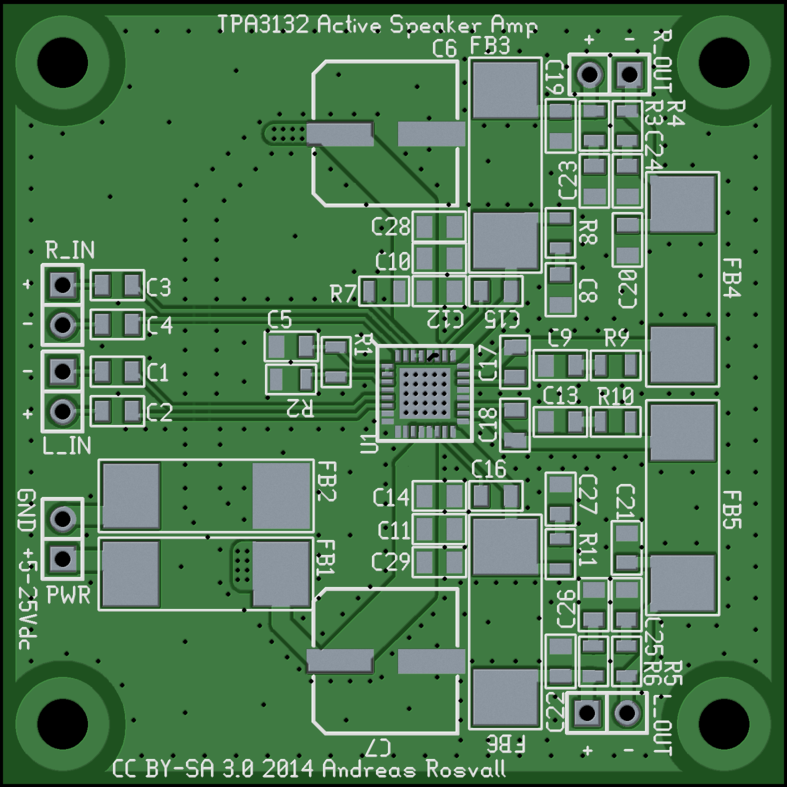 TPA3132 Active Speaker Amp
C6 FB3
+ -
R_OUT
C19
R3 R4
C24
C23
C28
R8
C10
R_IN
+
-
-
+
C3
C4
C1
C2
L_IN
R7
C12 C15
C8
C20
FB4
C5
R1
R2
U1
C17
C9 R9
C18
C13 R10
GND
+5-25Vdc
PWR
FB2
FB1
C14
C16
C11
C29
C27
R11
C21
FB5
C26
C25
R6 R5
C22
L_OUT
+ -
C7
FB6
CC BY-SA 3.0 2014 Andreas Rosvall